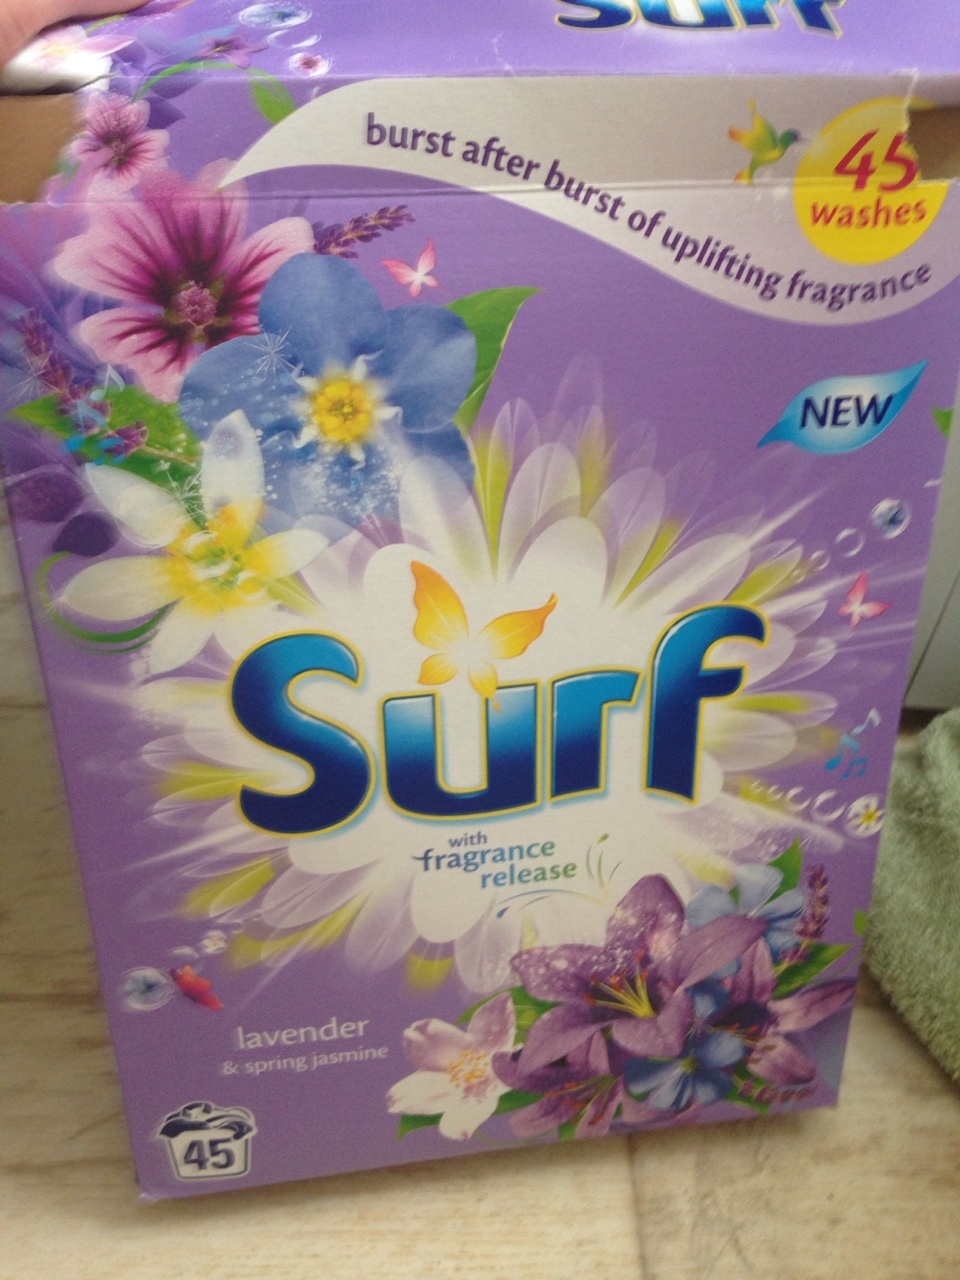 Surf
burst after burst of uplifting fragrance
45
washes
NEW
Surf
with
fragrance
release
lavender
& spring jasmine
45